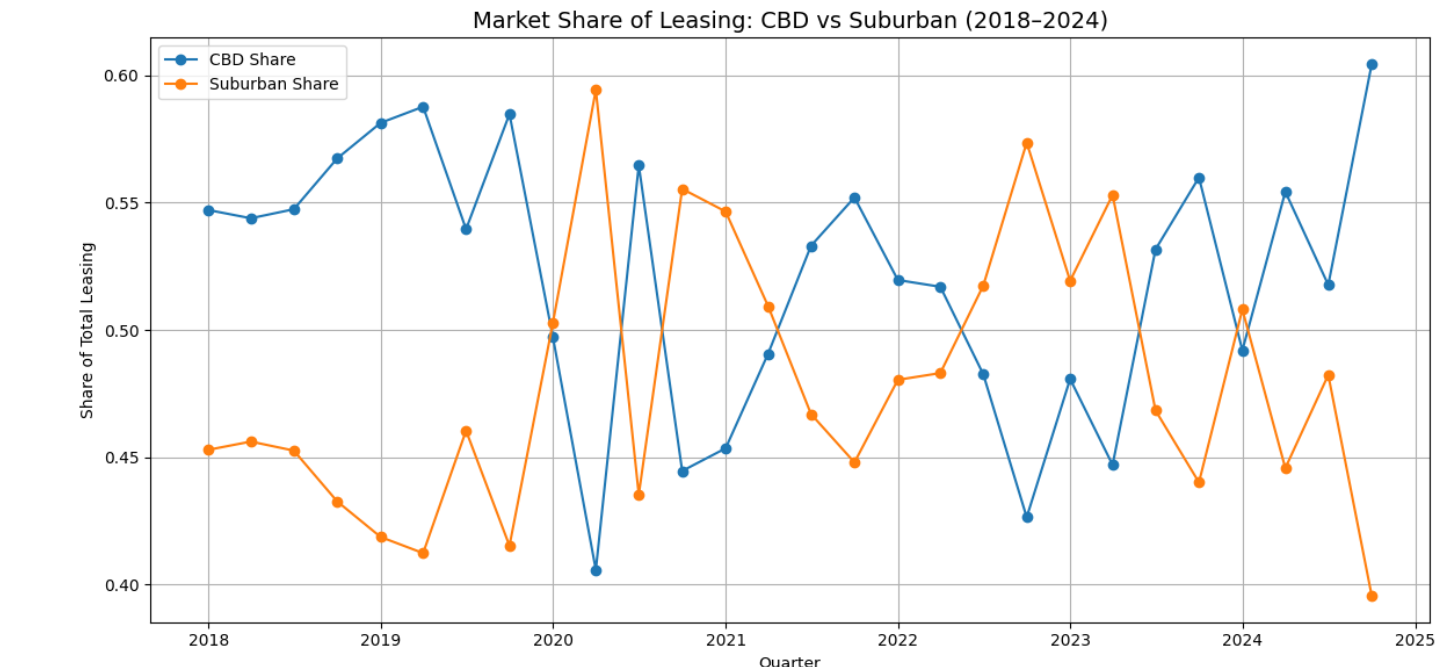 Market Share of Leasing: CBD vs Suburban (2018–2024)
CBD Share
Suburban Share
0.60
0.55
0.50
0.45
0.40
Share of Total Leasing
2018 2019 2020 2021 2022 2023 2024 2025
Quarter